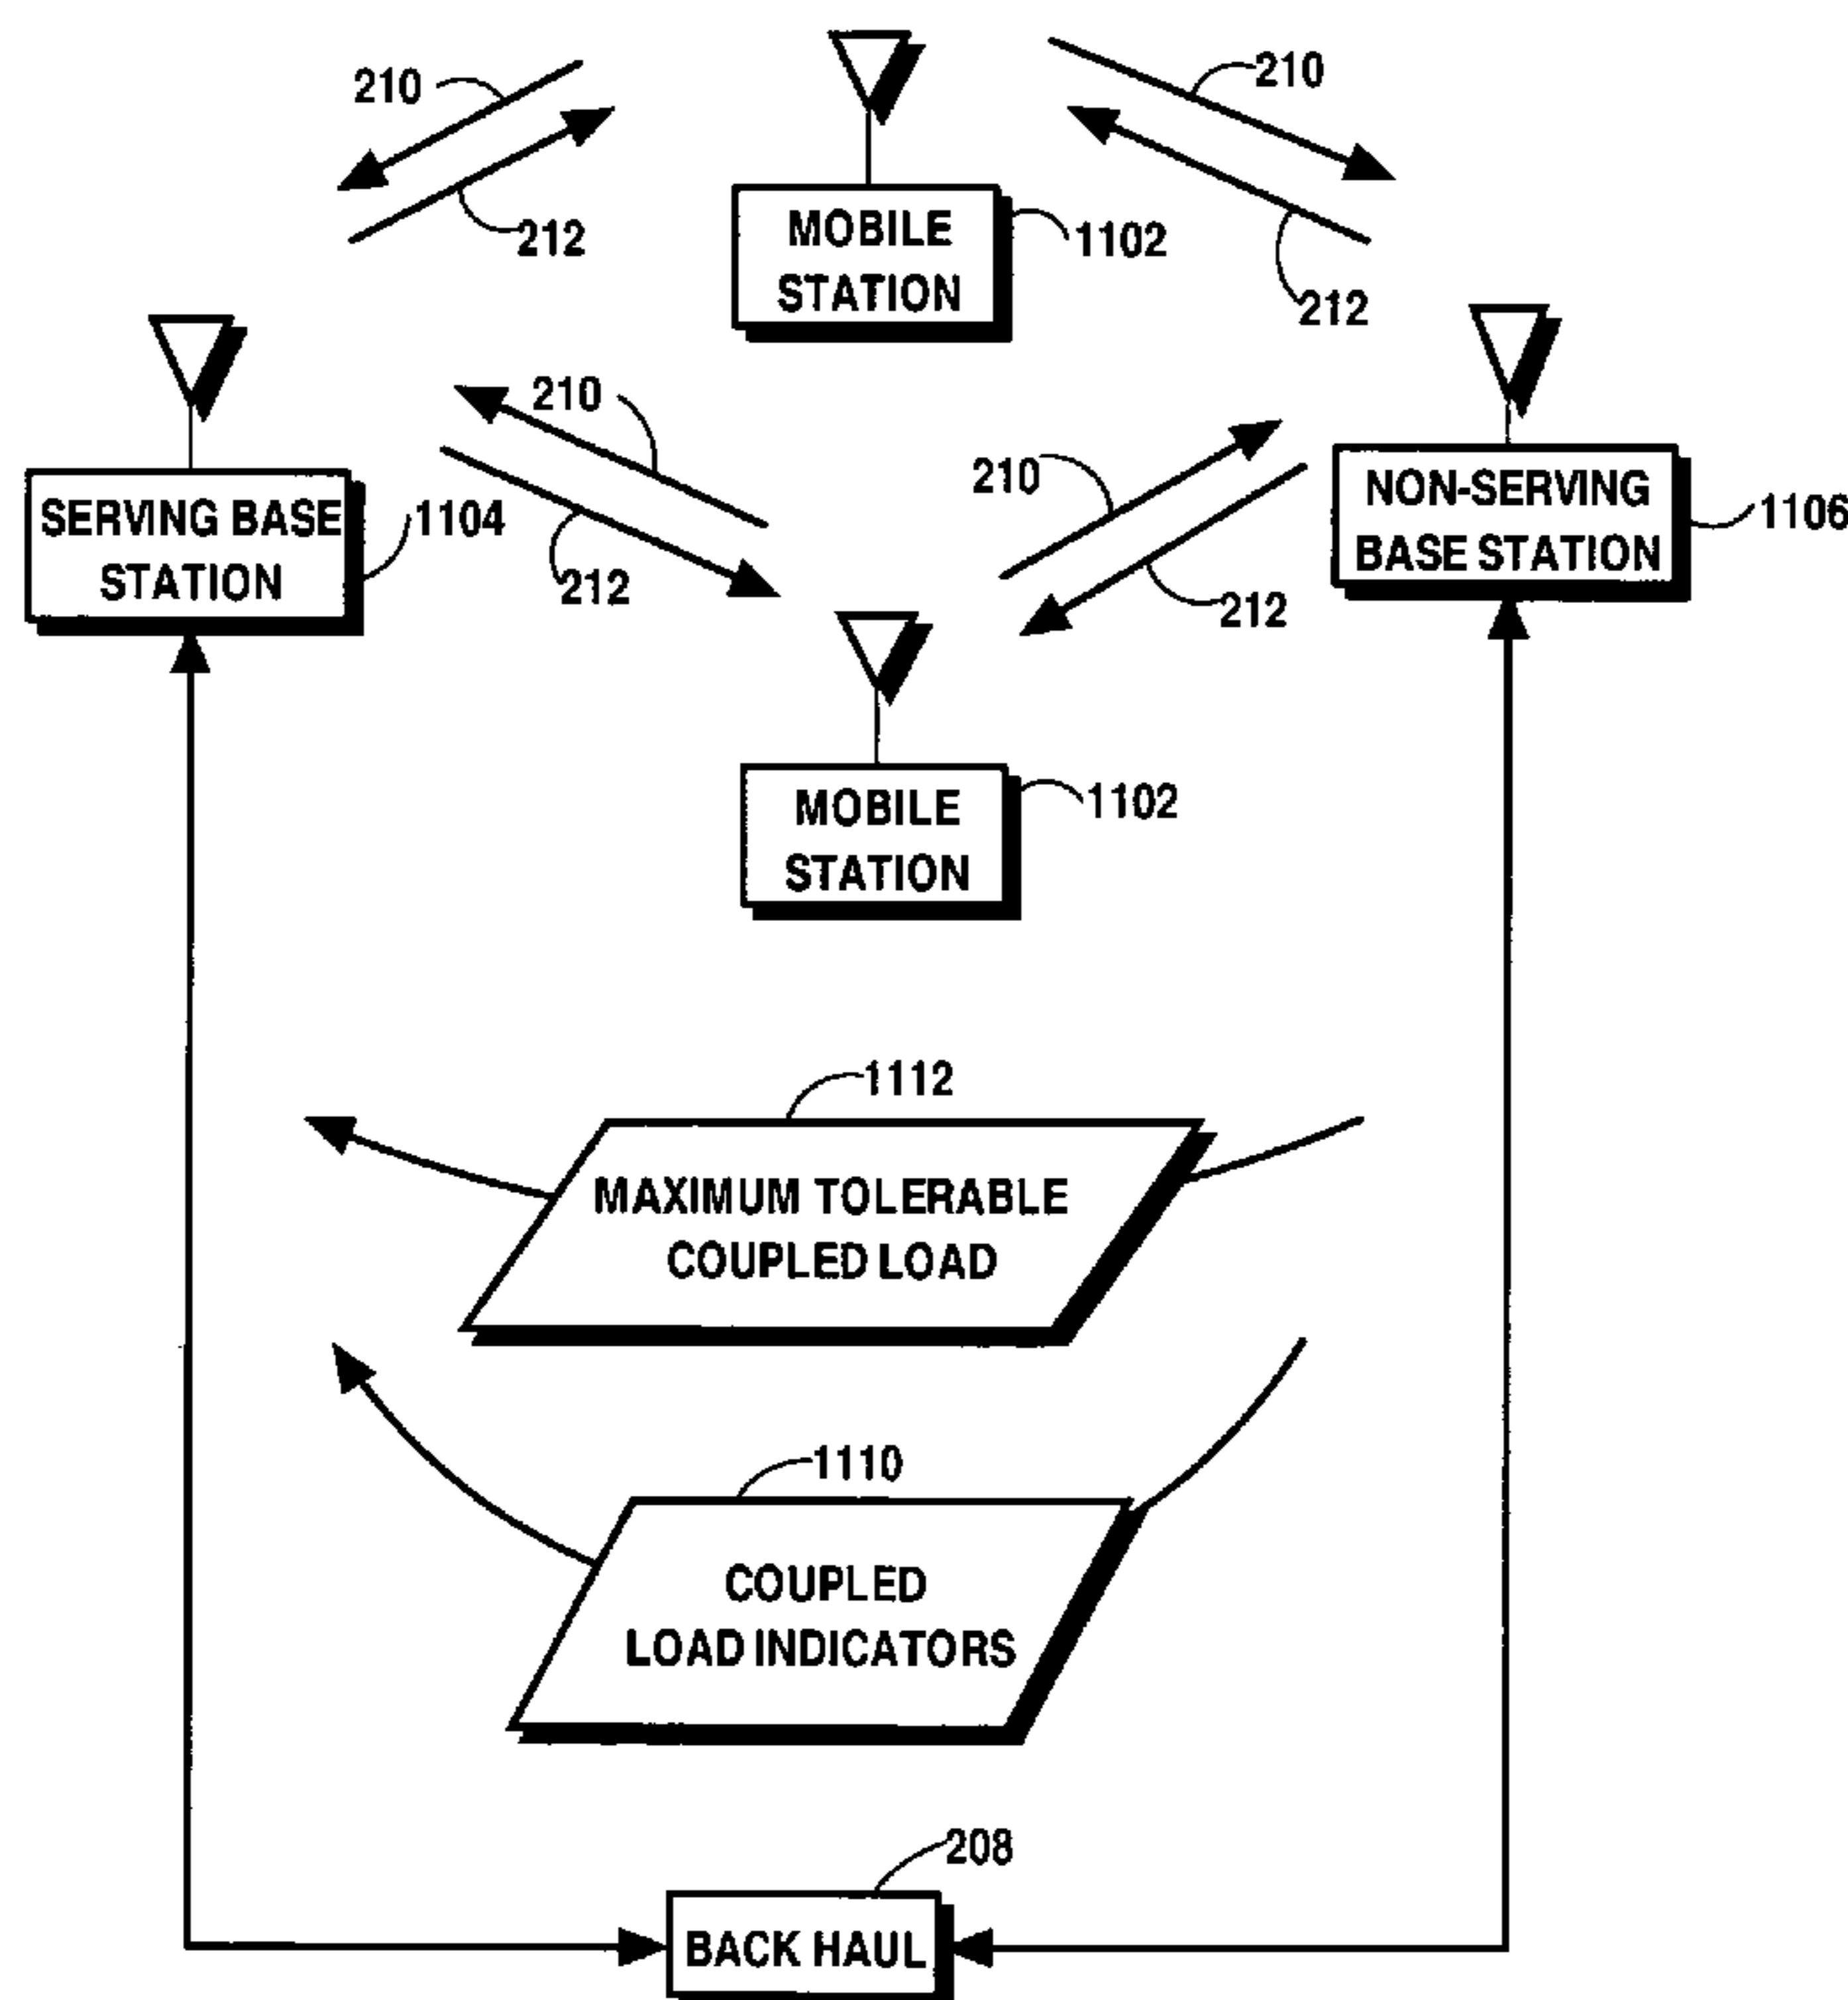 210
210
212
MOBILE
STATION
1102
212
210
210
SERVING BASE
STATION
1104
212
NON-SERVING
BASE STATION
1106
212
MOBILE
STATION
1102
1112
MAXIMUM TOLERABLE
COUPLED LOAD
1110
COUPLED
LOAD INDICATORS
208
BACK HAUL